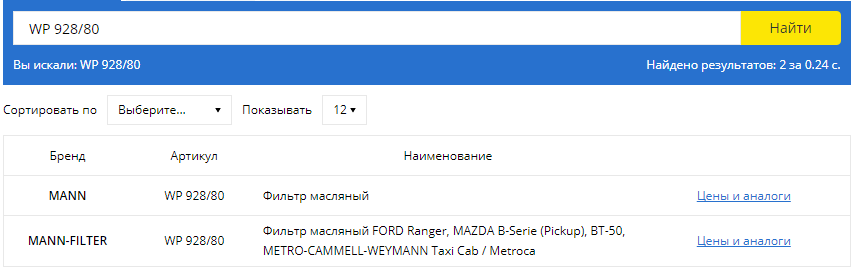 WP 928/80 Найти
Вы искали: WP 928/80 Найдено результатов: 2 за 0.24 с.
Сортировать по Выберите... Показывать 12
Бренд Артикул Наименование
MANN WP 928/80 Фильтр масляный Цены и аналоги
MANN-FILTER WP 928/80 Фильтр масляный FORD Ranger, MAZDA B-Serie (Pickup), BT-50, Цены и аналоги
METRO-CAMMELL-WEYMANN Taxi Cab / Metroca